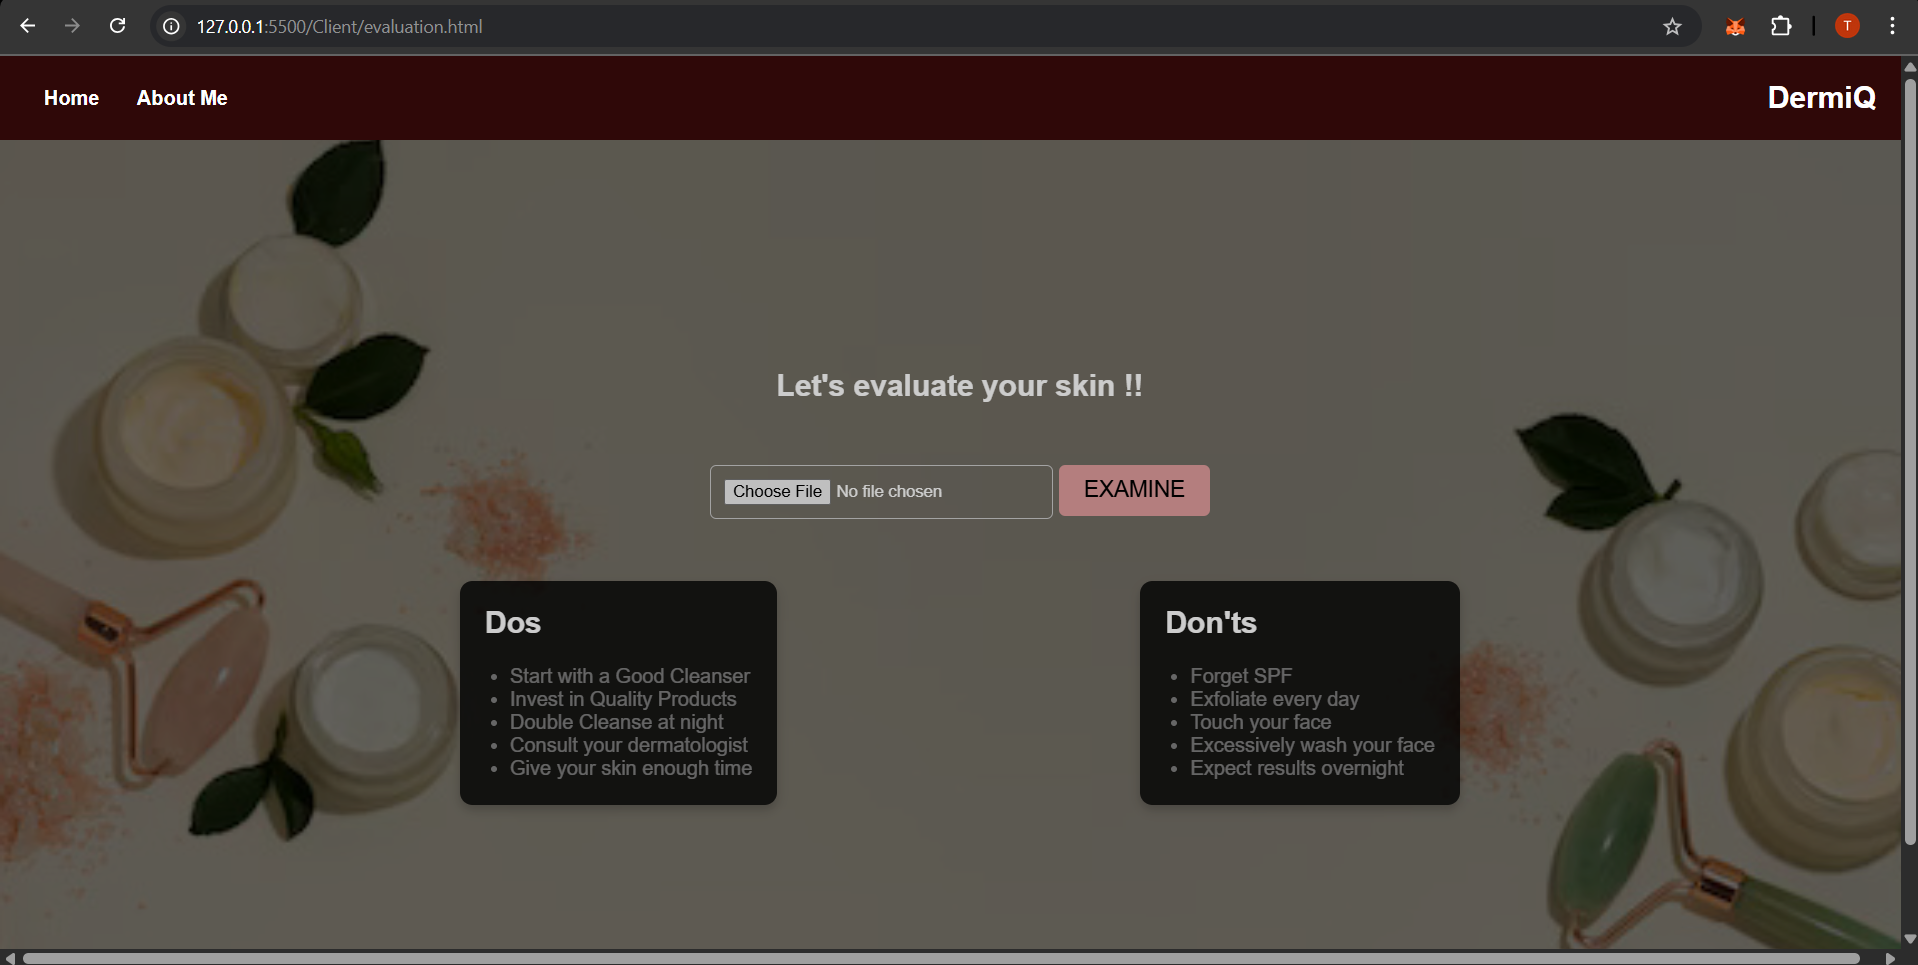 127.0.0.1:5500/Client/evaluation.html
T
Home About Me DermiQ
Let's evaluate your skin !!
Choose File No file chosen EXAMINE
Dos
Start with a Good Cleanser
Invest in Quality Products
Double Cleanse at night
Consult your dermatologist
Give your skin enough time
Don'ts
Forget SPF
Exfoliate every day
Touch your face
Excessively wash your face
Expect results overnight